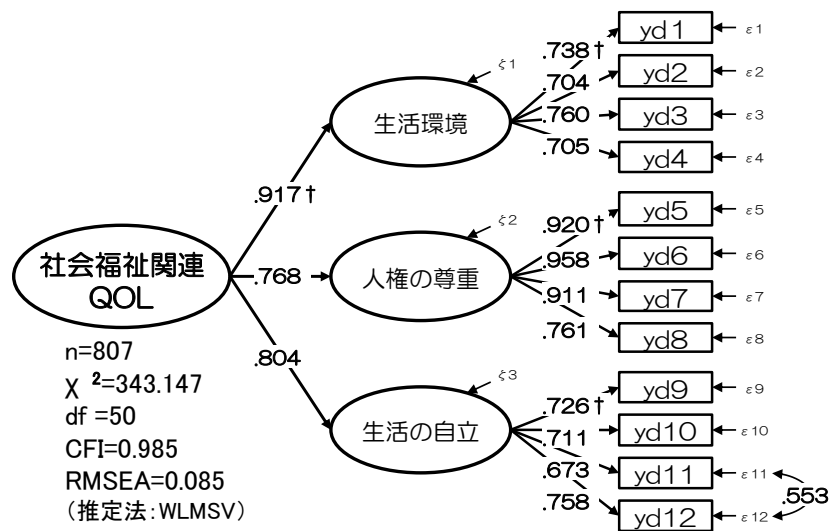 社会福祉関連
QOL
n=807
χ ²=343.147
df =50
CFI=0.985
RMSEA=0.085
（推定法：WLMSV）
.917†
.768
.804
ζ1
生活環境
ζ2
人権の尊重
ζ3
生活の自立
.738†
.704
.760
.705
.920†
.958
.911
.761
.726†
.711
.673
.758
yd1
ε1
yd2
ε2
yd3
ε3
yd4
ε4
yd5
ε5
yd6
ε6
yd7
ε7
yd8
ε8
yd9
ε9
yd10
ε10
yd11
ε11
yd12
ε12
.553